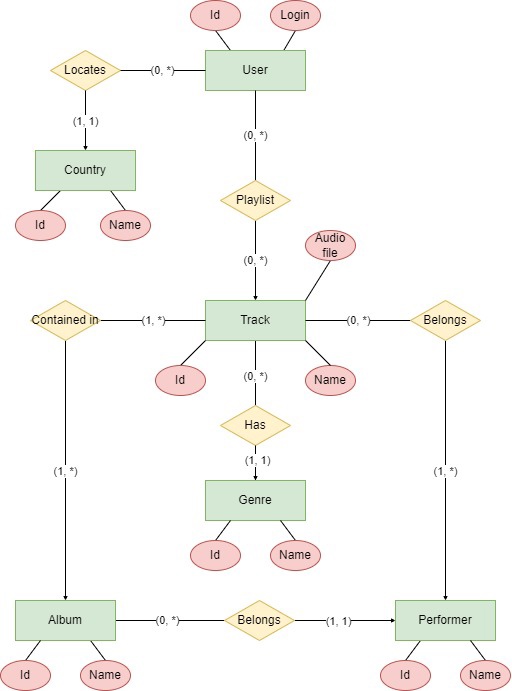 Id
Login
Locates
(0, *)
User
(1, 1)
(0, *)
Country
Id
Name
Playlist
Audio
file
(0, *)
Contained in
(1, *)
Track
(0, *)
Belongs
Id
(0, *)
Name
Has
(1, 1)
(1, *)
(1, *)
Genre
Id
Name
Album
(0, *)
Belongs
(1, 1)
Performer
Id
Name
Id
Name